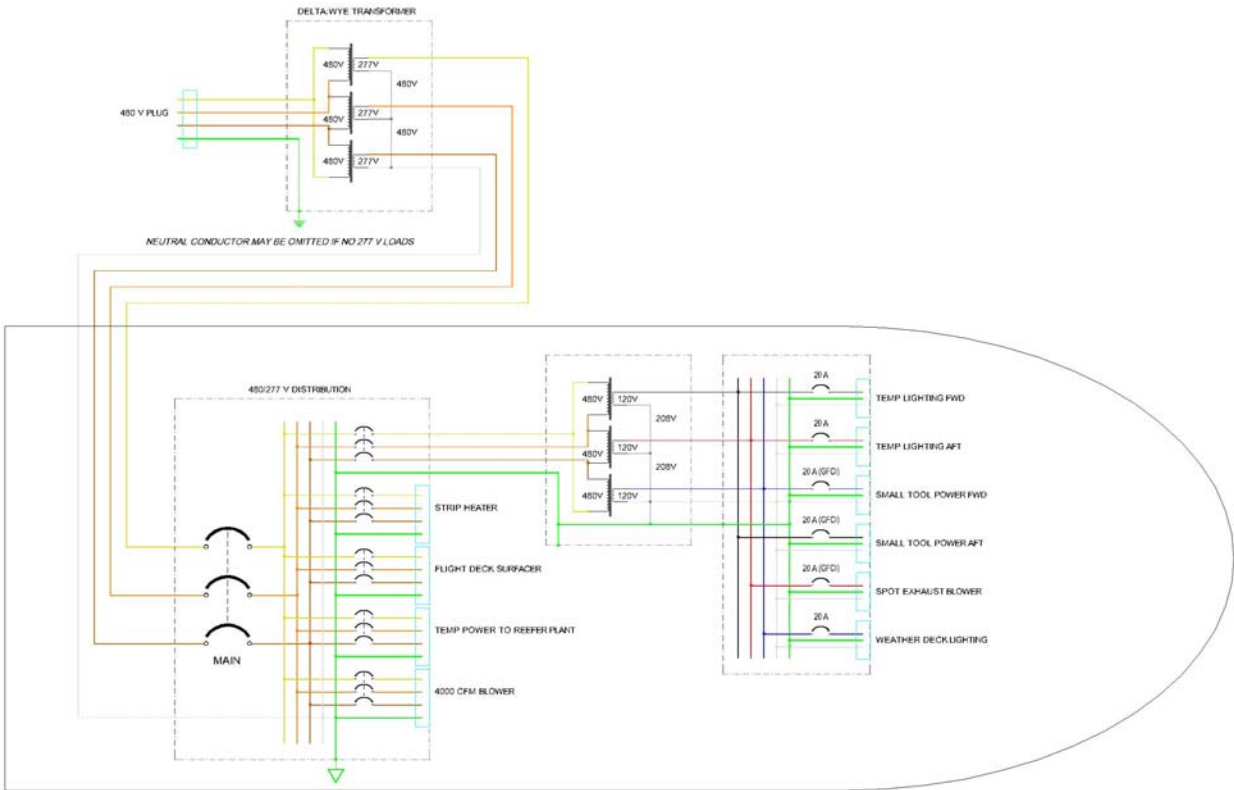 DELTA:WYE TRANSFORMER
480V
277V
480V
480 V PLUG
480V
277V
480V
480V
277V
NEUTRAL CONDUCTOR MAY BE OMITTED IF NO 277 V LOADS
480/277 V DISTRIBUTION
MAIN
STRIP HEATER
FLIGHT DECK SURFACER
TEMP POWER TO REEFER PLANT
4000 CFM BLOWER
480V
120V
208V
480V
120V
208V
480V
120V
20 A
TEMP LIGHTING FWD
20 A
TEMP LIGHTING AFT
20 A (GFCI)
SMALL TOOL POWER FWD
20 A (GFCI)
SMALL TOOL POWER AFT
20 A (GFCI)
SPOT EXHAUST BLOWER
20 A
WEATHER DECK LIGHTING